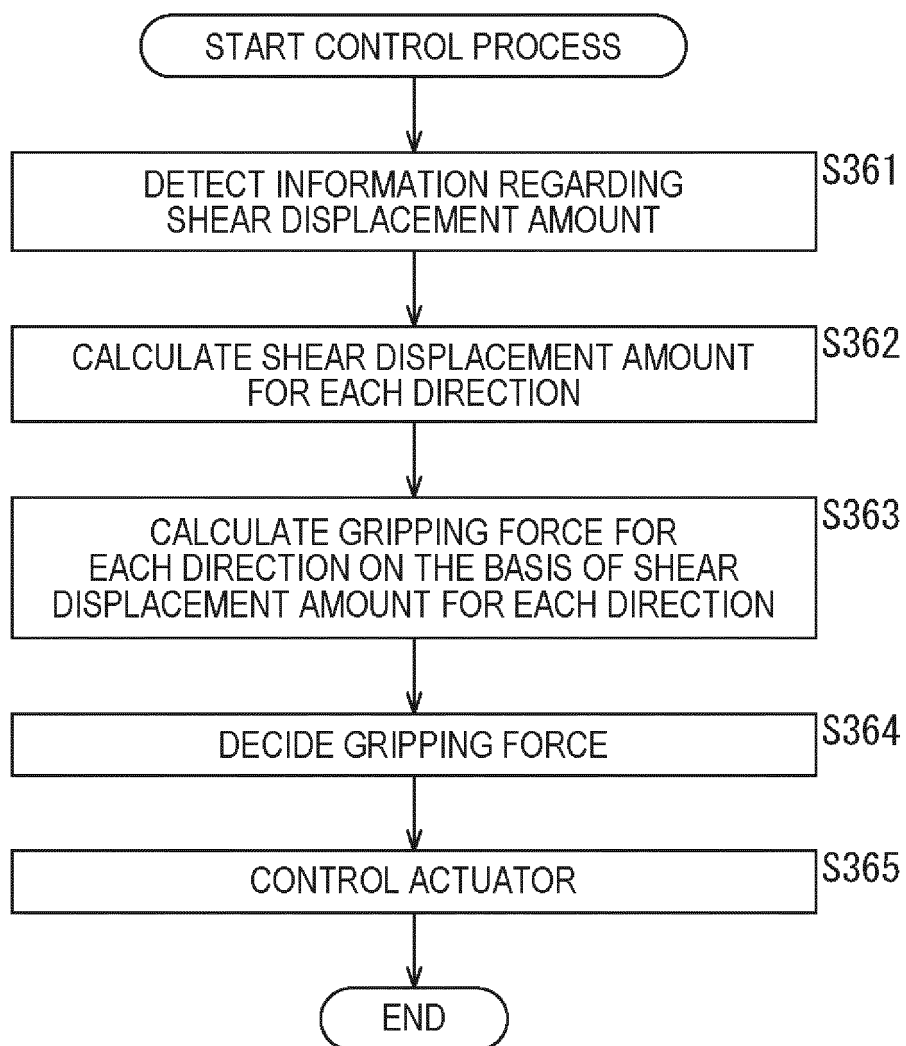 START CONTROL PROCESS
S361
DETECT INFORMATION REGARDING
SHEAR DISPLACEMENT AMOUNT
S362
CALCULATE SHEAR DISPLACEMENT AMOUNT
FOR EACH DIRECTION
S363
CALCULATE GRIPPING FORCE FOR
EACH DIRECTION ON THE BASIS OF SHEAR
DISPLACEMENT AMOUNT FOR EACH DIRECTION
S364
DECIDE GRIPPING FORCE
S365
CONTROL ACTUATOR
END